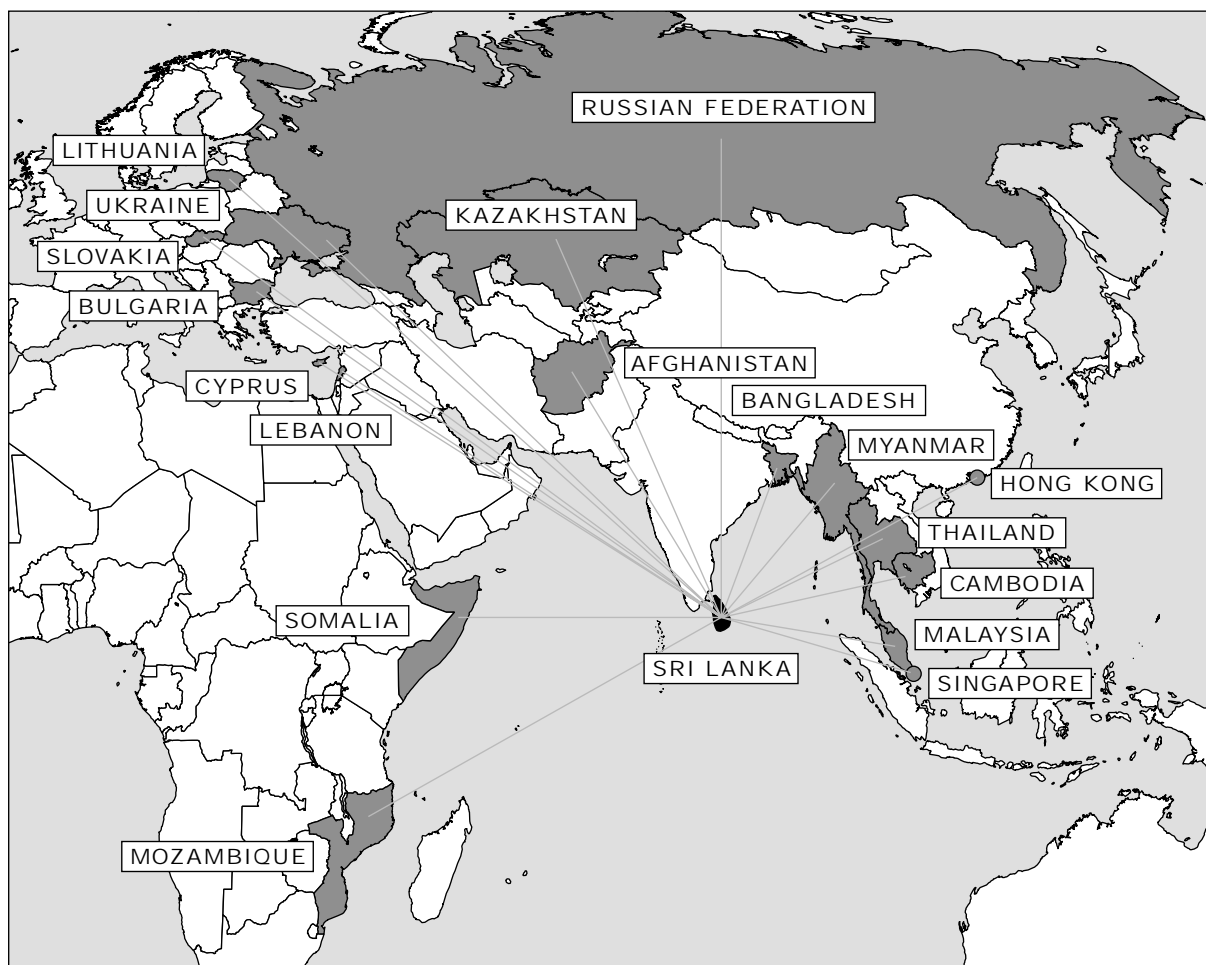 RUSSIAN FEDERATION
LITHUANIA
UKRAINE
KAZAKHSTAN
SLOVAKIA
BULGARIA
AFGHANISTAN
CYPRUS
BANGLADESH
LEBANON
MYANMAR
HONG KONG
THAILAND
CAMBODIA
SOMALIA
MALAYSIA
SRI LANKA
SINGAPORE
MOZAMBIQUE